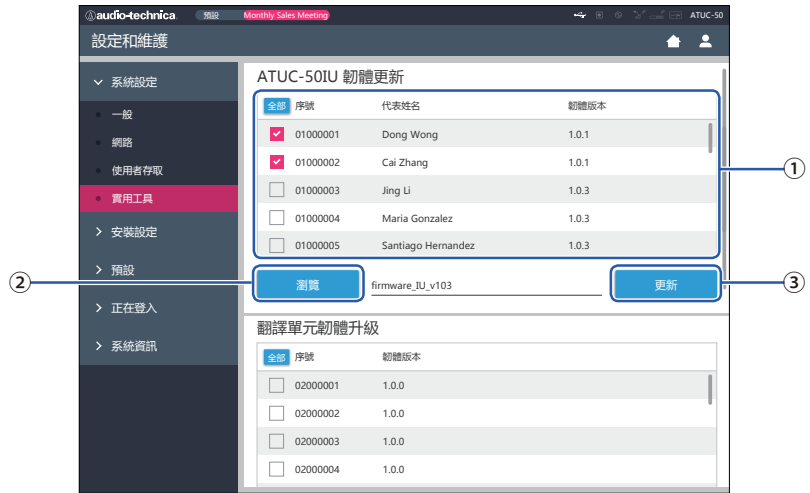 audio-technica 預設 Monthly Sales Meeting ATUC-50
設定和維護
系統設定
一般
網路
使用者存取
實用工具
安裝設定
預設
正在登入
系統資訊
ATUC-50IU 韌體更新
全部 序號 代表姓名 韌體版本
01000001 Dong Wong 1.0.1
01000002 Cai Zhang 1.0.1
01000003 Jing Li 1.0.3
01000004 Maria Gonzalez 1.0.3
01000005 Santiago Hernandez 1.0.3
①
② 瀏覽 firmware_IU_v103 更新 ③
翻譯單元韌體升級
全部 序號 韌體版本
02000001 1.0.0
02000002 1.0.0
02000003 1.0.0
02000004 1.0.0